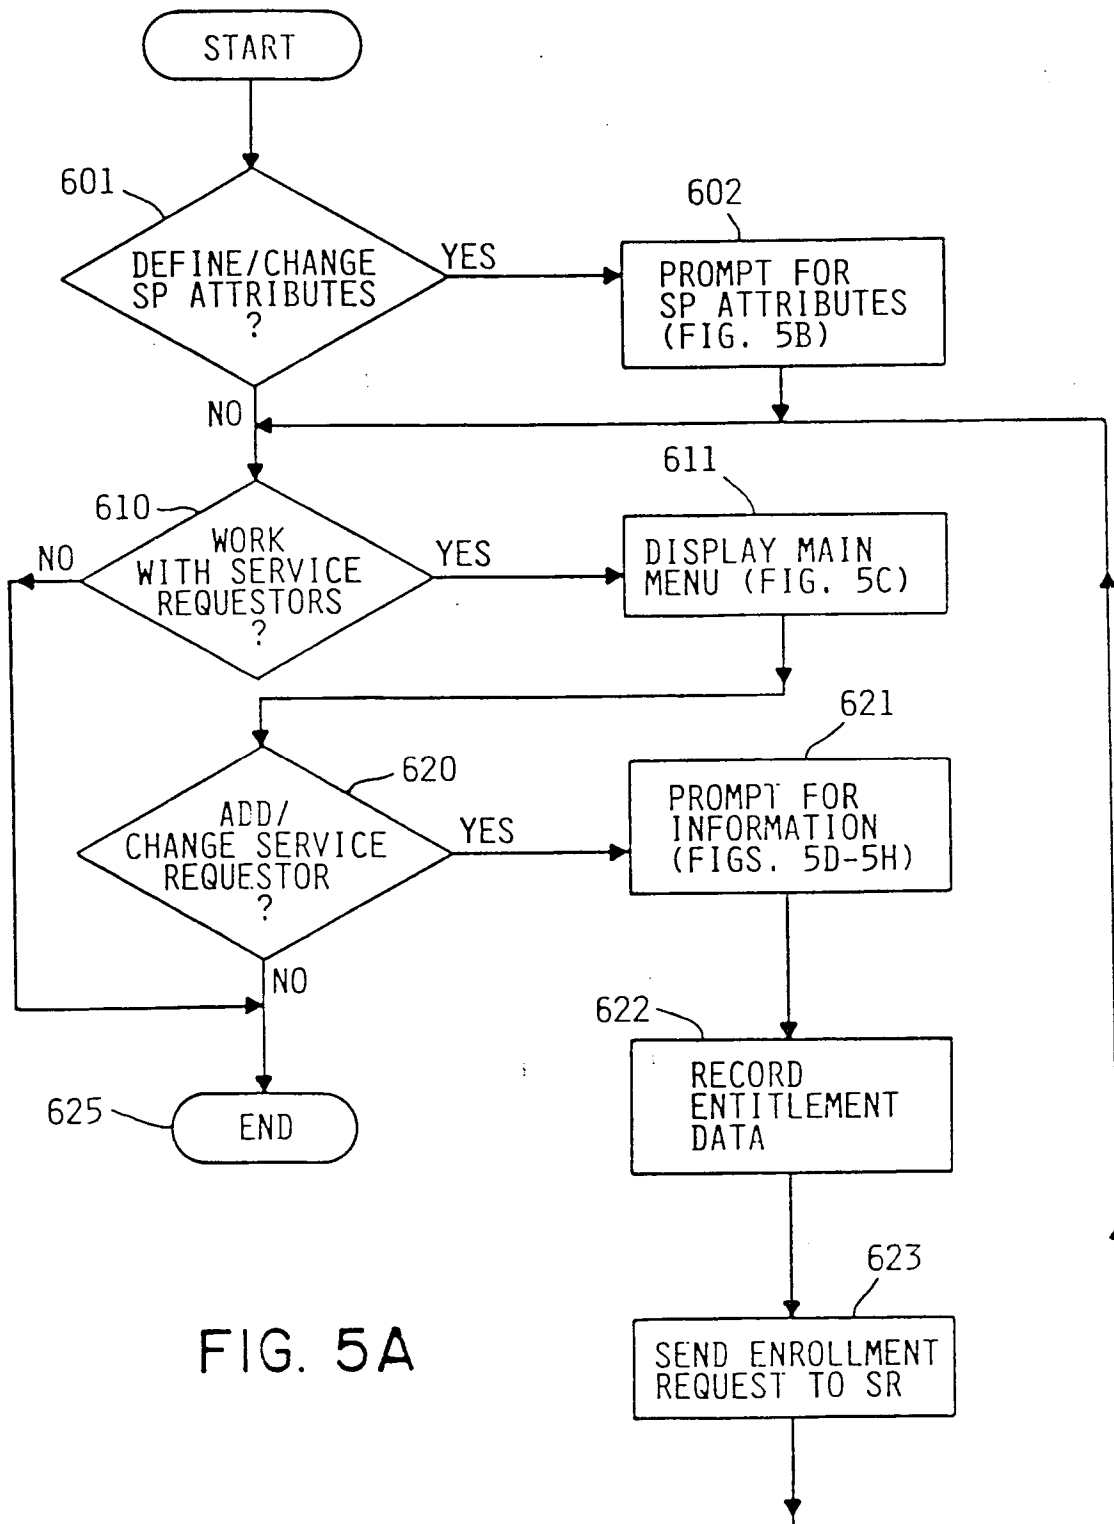 START
601
DEFINE/CHANGE
SP ATTRIBUTES
?
YES
602
PROMPT FOR
SP ATTRIBUTES
(FIG. 5B)
NO
610
WORK
WITH SERVICE
REQUESTORS
?
NO
YES
611
DISPLAY MAIN
MENU (FIG. 5C)
620
ADD/
CHANGE SERVICE
REQUESTOR
?
YES
621
PROMPT FOR
INFORMATION
(FIGS. 5D-5H)
NO
622
RECORD
ENTITLEMENT
DATA
625
END
623
SEND ENROLLMENT
REQUEST TO SR
FIG. 5A